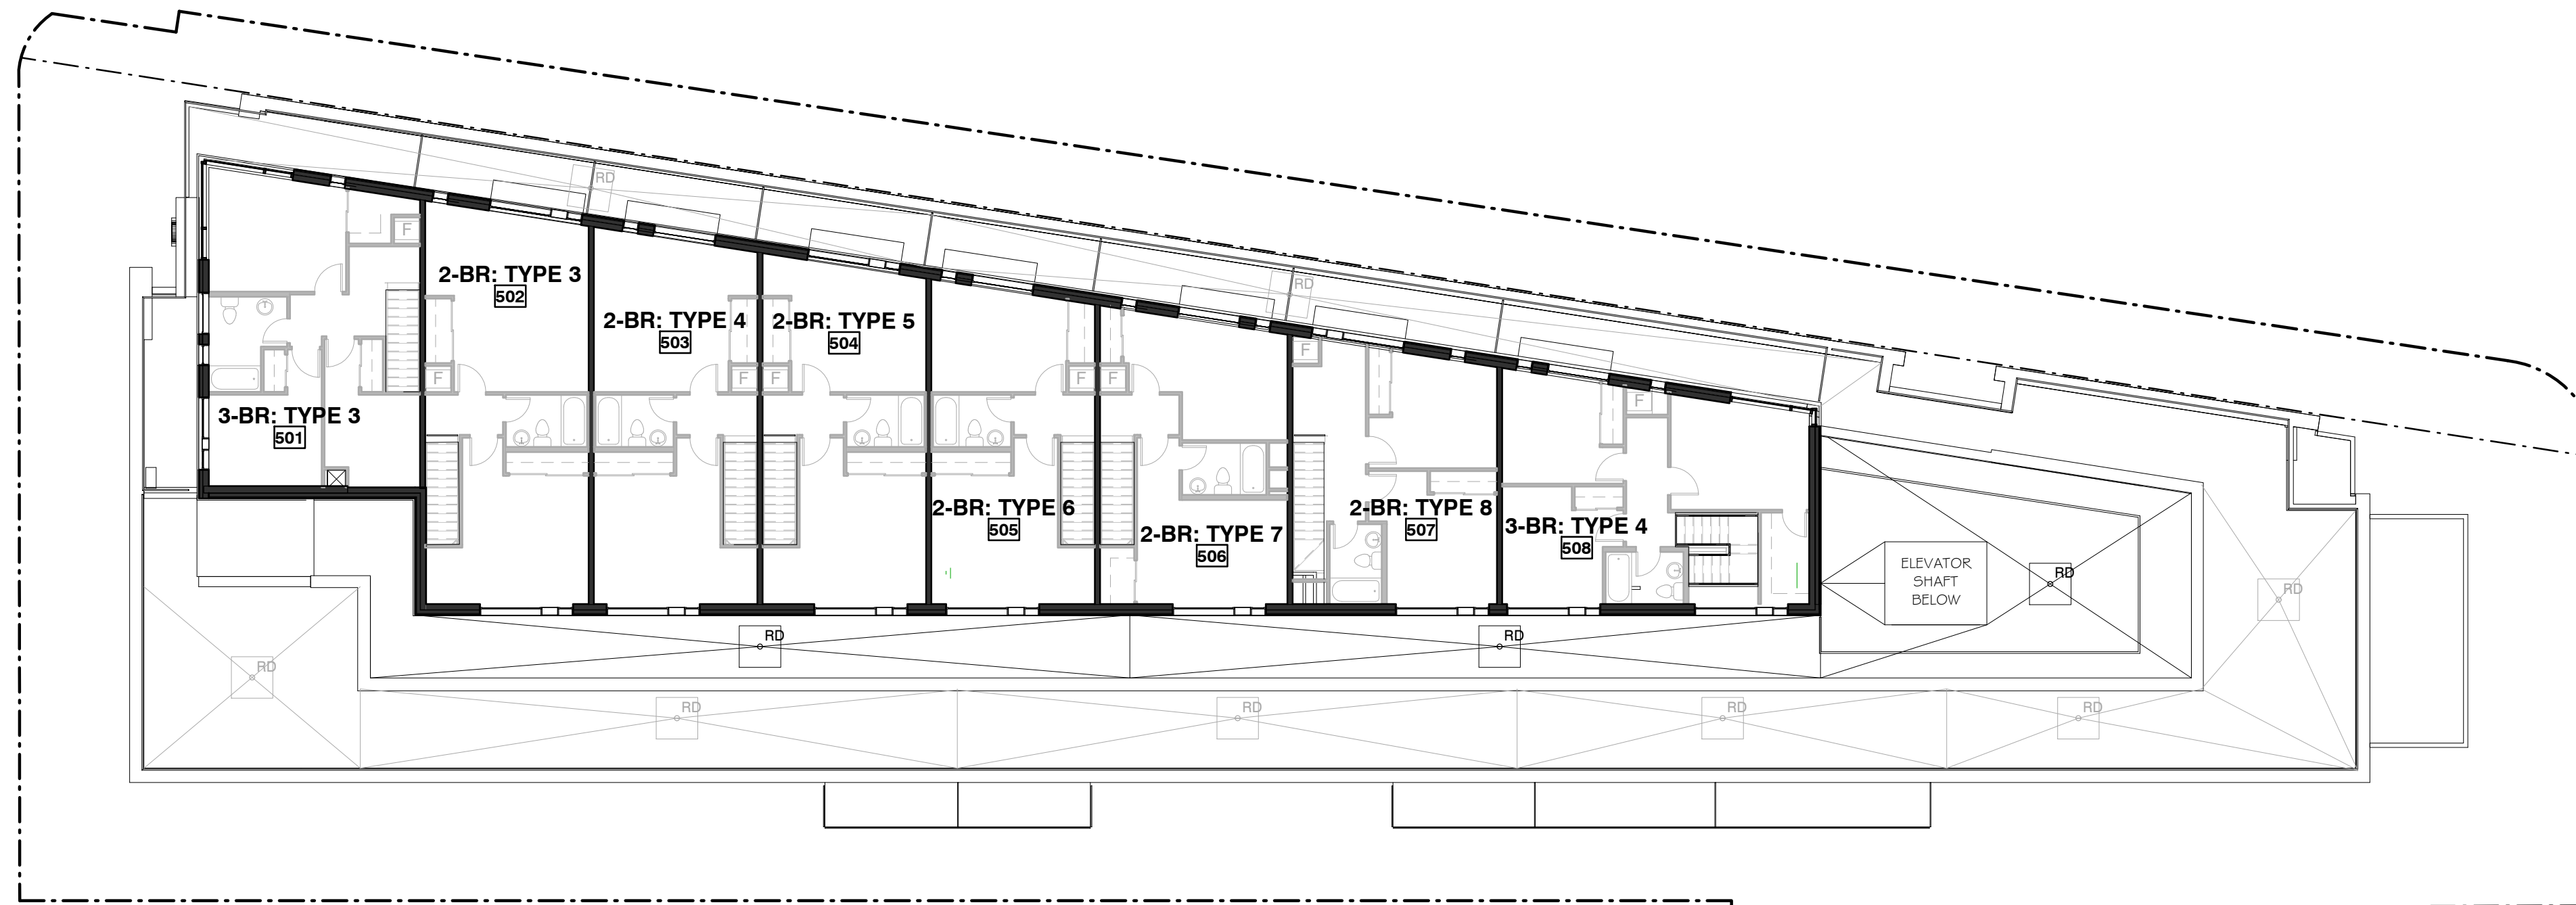 RD
F
2-BR: TYPE 3
502
RD
2-BR: TYPE 4
503
2-BR: TYPE 5
504
F
F
F
F
F
F
F
3-BR: TYPE 3
501
2-BR: TYPE 6
505
2-BR: TYPE 7
506
2-BR: TYPE 8
507
3-BR: TYPE 4
508
ELEVATOR
SHAFT
BELOW
RD
RD
RD
RD
RD
RD
RD
RD
RD